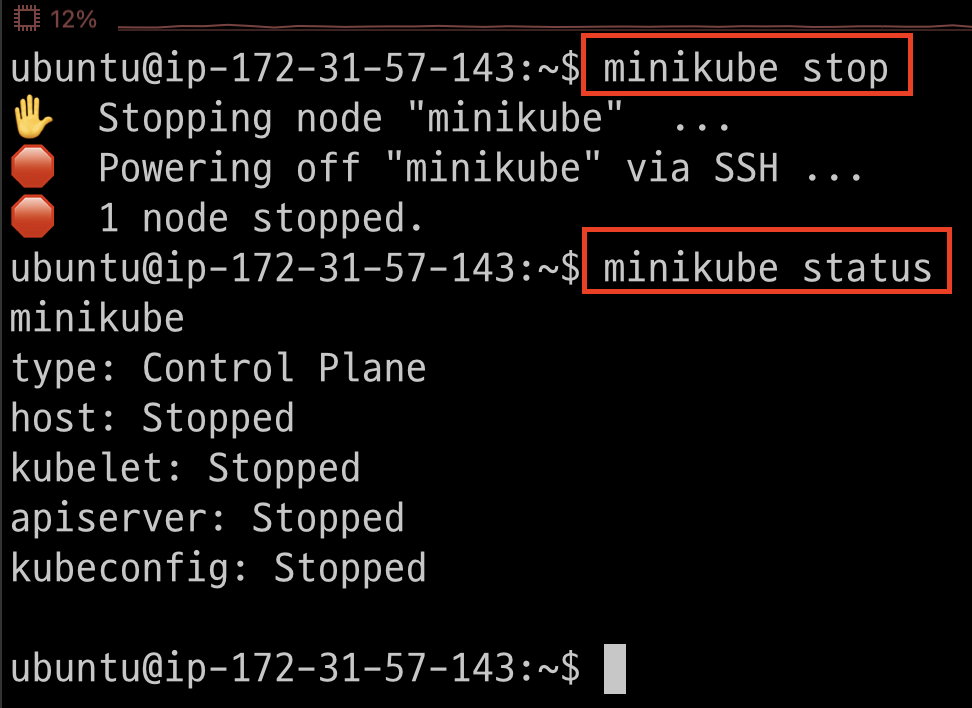 12%
ubuntu@ip-172-31-57-143:~$ minikube stop
✋  Stopping node "minikube"  ...
🛑  Powering off "minikube" via SSH ...
🛑  1 node stopped.
ubuntu@ip-172-31-57-143:~$ minikube status
minikube
type: Control Plane
host: Stopped
kubelet: Stopped
apiserver: Stopped
kubeconfig: Stopped
ubuntu@ip-172-31-57-143:~$